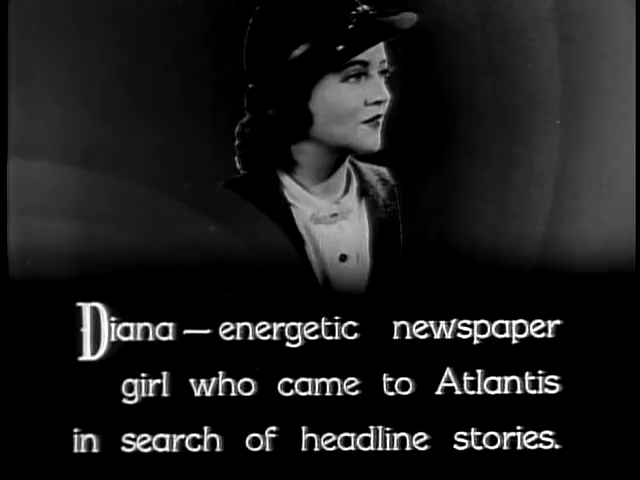 Diana — energetic newspaper
girl who came to Atlantis
in search of headline stories.